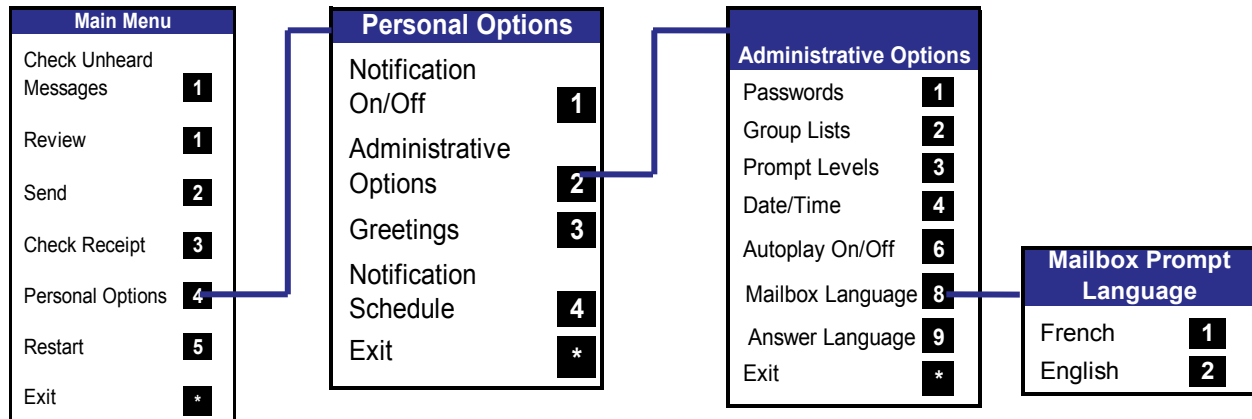 Main Menu
Check Unheard
Messages 1
Review 1
Send 2
Check Receipt 3
Personal Options 4
Restart 5
Exit *
Personal Options
Notification
On/Off 1
Administrative
Options 2
Greetings 3
Notification
Schedule 4
Exit *
Administrative Options
Passwords 1
Group Lists 2
Prompt Levels 3
Date/Time 4
Autoplay On/Off 6
Mailbox Language 8
Answer Language 9
Exit *
Mailbox Prompt
Language
French 1
English 2